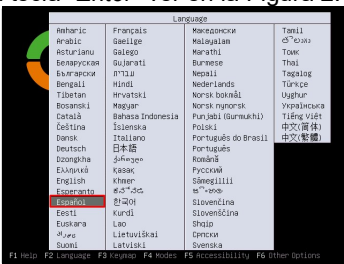 tecla "Enter" ver en la Figura 2.
Language
Amharic Français Македонски Tamil
Arabic Gaeilge Malayalam తెలుగు
Asturianu Galego Marathi Thai
Беларуская Gujarati Burmese Тоҷикӣ
Български עברית Nepali Tagalog
Bengali Hindi Nederlands Türkçe
Tibetan Hrvatski Norsk bokmål Uyghur
Bosanski Magyar Norsk nynorsk Українська
Català Bahasa Indonesia Punjabi (Gurmukhi) Tiếng Việt
Čeština Íslenska Polski 中文(简体)
Dansk Italiano Português do Brasil 中文(繁體)
Deutsch 日本語 Português
Dzongkha ქართული Română
Ελληνικά Қазақ Русский
English Khmer Sámegillii
Esperanto ಕನ್ನಡ සිංහල
Español 한국어 Slovenčina
Eesti Kurdî Slovenščina
Euskara Lao Shqip
Lietuviškai Српски
Suomi Latviski Svenska
F1 Help F2 Language F3 Keymap F4 Modes F5 Accessibility F6 Other Options